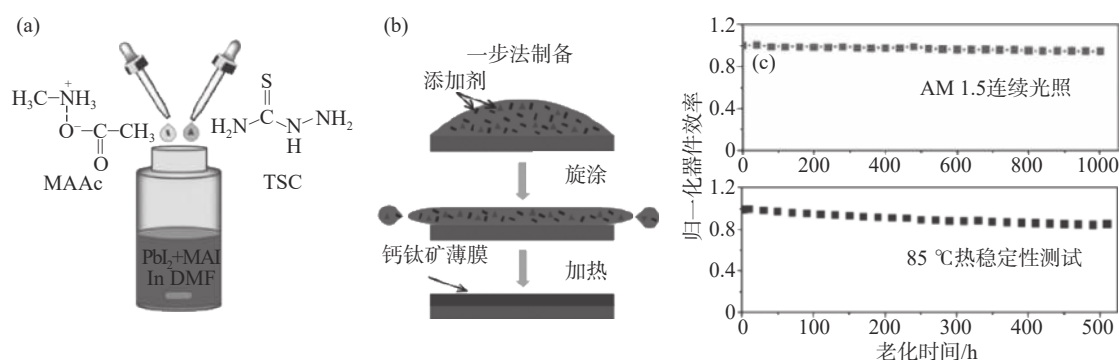 (a)
H₃C
+
NH₃
O⁻
C
CH₃
O
MAAc
S
H₂N
C
N
H
NH₂
TSC
PbI₂+MAI
In DMF
(b)
一步法制备
添加剂
旋涂
钙钛矿薄膜
加热
归一化器件效率
1.2
(c)
0.8
AM 1.5连续光照
0.4
0
0 200 400 600 800 1000
1.2
0.8
85 ℃热稳定性测试
0.4
0
0 100 200 300 400 500
老化时间/h